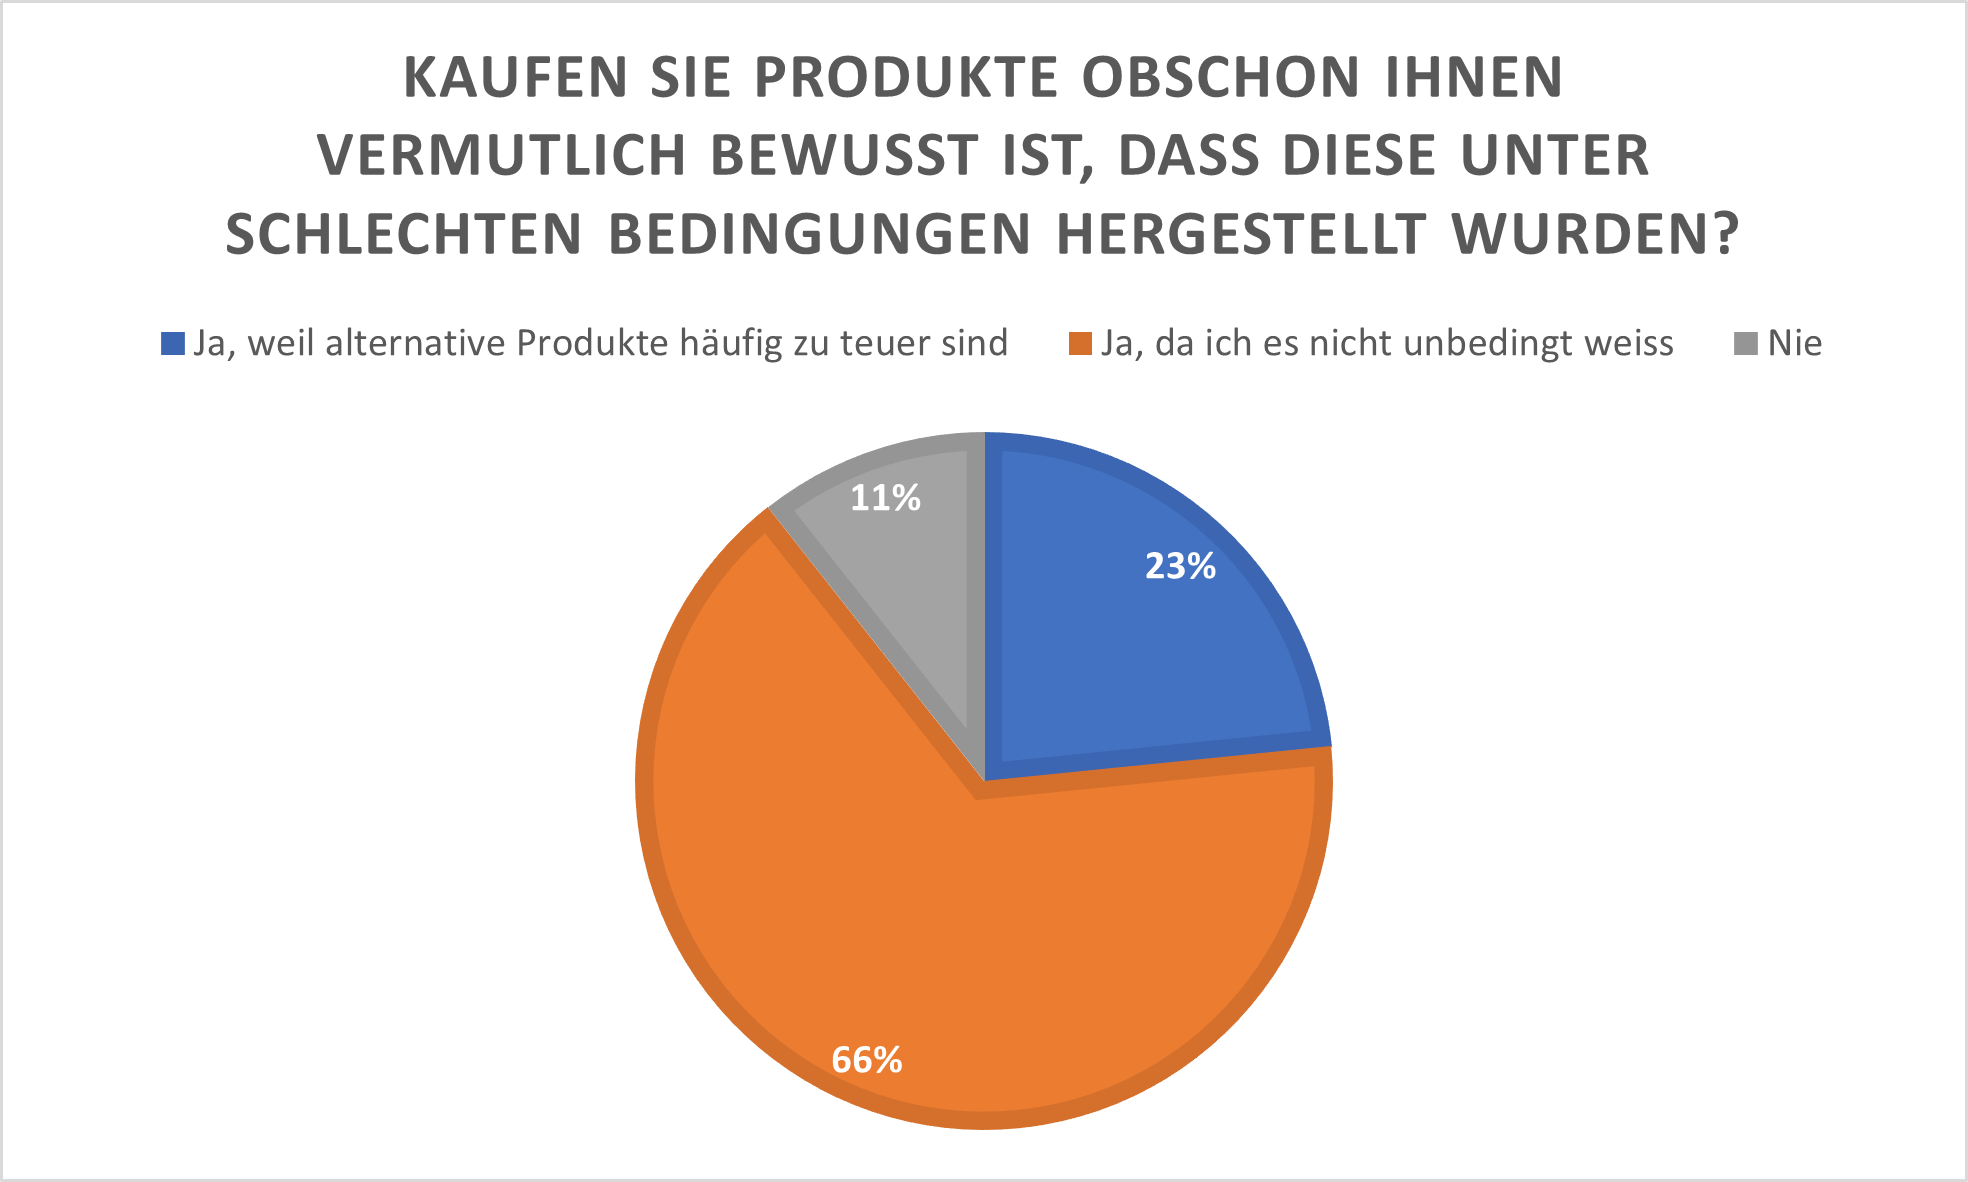 KAUFEN SIE PRODUKTE OBSCHON IHNEN
VERMUTLICH BEWUSST IST, DASS DIESE UNTER
SCHLECHTEN BEDINGUNGEN HERGESTELLT WURDEN?
Ja, weil alternative Produkte häufig zu teuer sind
Ja, da ich es nicht unbedingt weiss
Nie
11%
23%
66%